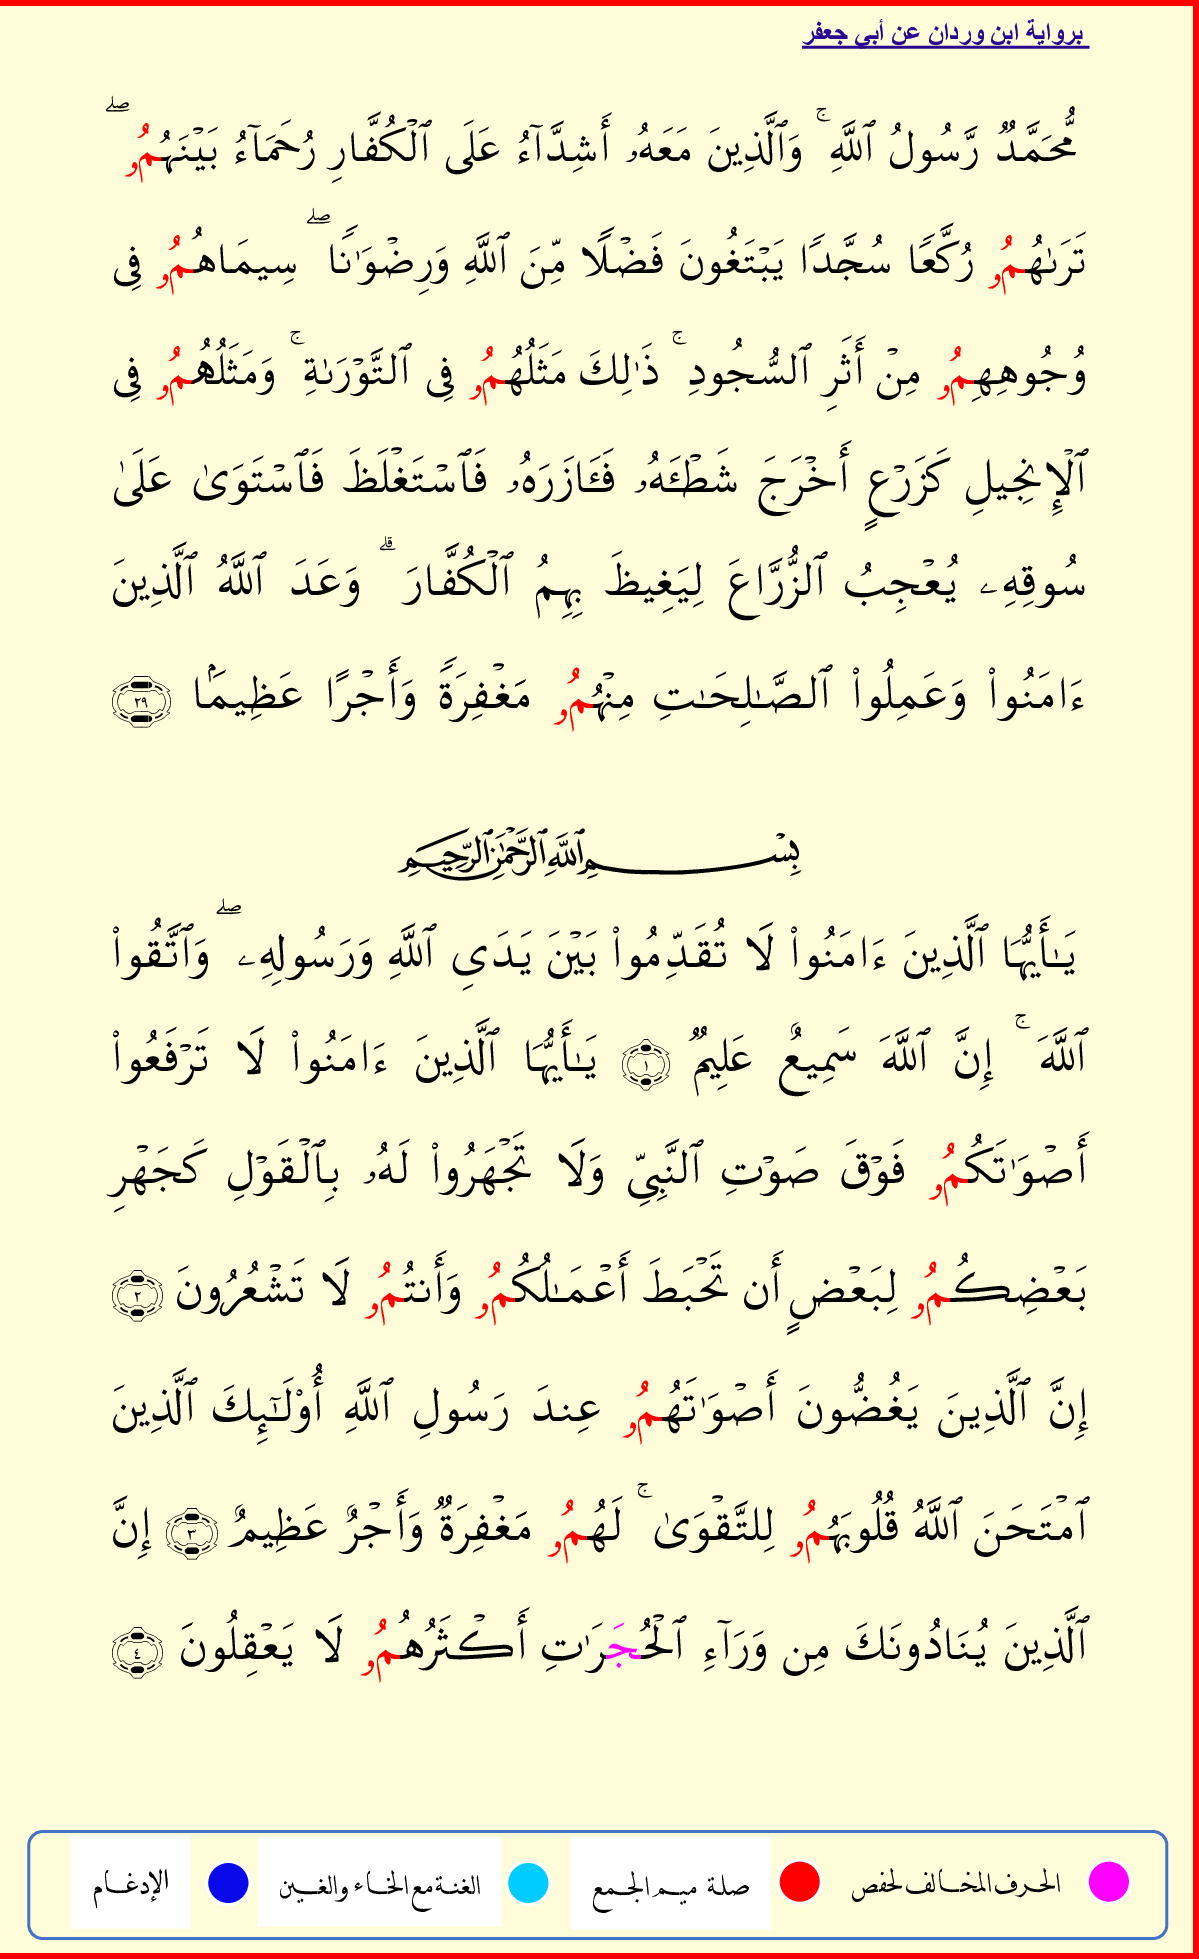 برواية ابن وردان عن أبي جعفر
مُّحَمَّدٌ رَّسُولُ ٱللَّهِ ۚ وَٱلَّذِينَ مَعَهُۥ أَشِدَّآءُ عَلَى ٱلْكُفَّارِ رُحَمَآءُ بَيْنَهُمُۥ ۖ
تَرَىٰهُمُۥ رُكَّعًا سُجَّدًا يَبْتَغُونَ فَضْلًا مِّنَ ٱللَّهِ وَرِضْوَٰنًا ۖ سِيمَاهُمُۥ فِى
وُجُوهِهِمُۥ مِنْ أَثَرِ ٱلسُّجُودِ ۚ ذَٰلِكَ مَثَلُهُمُۥ فِى ٱلتَّوْرَىٰةِ ۚ وَمَثَلُهُمُۥ فِى
ٱلْإِنجِيلِ كَزَرْعٍ أَخْرَجَ شَطْـَٔهُۥ فَـَٔازَرَهُۥ فَٱسْتَغْلَظَ فَٱسْتَوَىٰ عَلَىٰ
سُوقِهِۦ يُعْجِبُ ٱلزُّرَّاعَ لِيَغِيظَ بِهِمُ ٱلْكُفَّارَ ۗ وَعَدَ ٱللَّهُ ٱلَّذِينَ
ءَامَنُوا۟ وَعَمِلُوا۟ ٱلصَّـٰلِحَـٰتِ مِنْهُمُۥ مَغْفِرَةً وَأَجْرًا عَظِيمًۢا ٢٩
بِسْمِ ٱللَّهِ ٱلرَّحْمَـٰنِ ٱلرَّحِيمِ
يَـٰٓأَيُّهَا ٱلَّذِينَ ءَامَنُوا۟ لَا تُقَدِّمُوا۟ بَيْنَ يَدَىِ ٱللَّهِ وَرَسُولِهِۦ ۖ وَٱتَّقُوا۟
ٱللَّهَ ۚ إِنَّ ٱللَّهَ سَمِيعٌ عَلِيمٌ ١ يَـٰٓأَيُّهَا ٱلَّذِينَ ءَامَنُوا۟ لَا تَرْفَعُوا۟
أَصْوَٰتَكُمُۥ فَوْقَ صَوْتِ ٱلنَّبِىِّ وَلَا تَجْهَرُوا۟ لَهُۥ بِٱلْقَوْلِ كَجَهْرِ
بَعْضِكُمُۥ لِبَعْضٍ أَن تَحْبَطَ أَعْمَـٰلُكُمُۥ وَأَنتُمُۥ لَا تَشْعُرُونَ ٢
إِنَّ ٱلَّذِينَ يَغُضُّونَ أَصْوَٰتَهُمُۥ عِندَ رَسُولِ ٱللَّهِ أُو۟لَـٰٓئِكَ ٱلَّذِينَ
ٱمْتَحَنَ ٱللَّهُ قُلُوبَهُمُۥ لِلتَّقْوَىٰ ۚ لَهُمُۥ مَغْفِرَةٌ وَأَجْرٌ عَظِيمٌ ٣ إِنَّ
ٱلَّذِينَ يُنَادُونَكَ مِن وَرَآءِ ٱلْحُجَرَٰتِ أَكْثَرُهُمُۥ لَا يَعْقِلُونَ ٤
الحرف المخالف لحفص صلة ميم الجمع الغنة مع الخاء والغين الإدغام